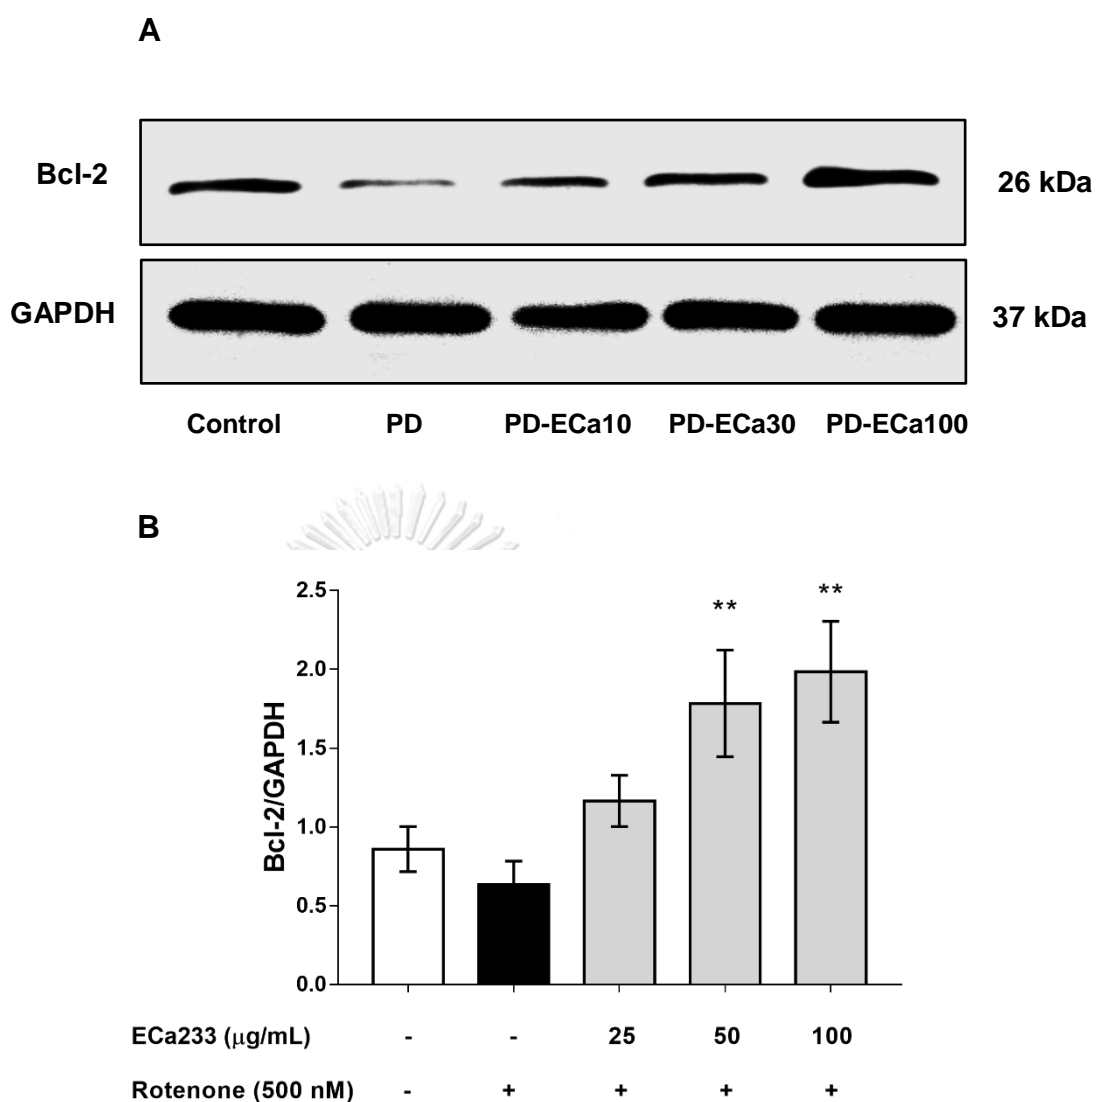 A
Bcl-2
26 kDa
GAPDH
37 kDa
Control PD PD-ECa10 PD-ECa30 PD-ECa100
B
2.5
2.0
1.5
1.0
0.5
0.0
Bcl-2/GAPDH
** **
ECa233 (μg/mL) - - 25 50 100
Rotenone (500 nM) - + + + +